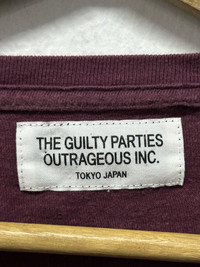 THE GUILTY PARTIES
OUTRAGEOUS INC.
TOKYO JAPAN